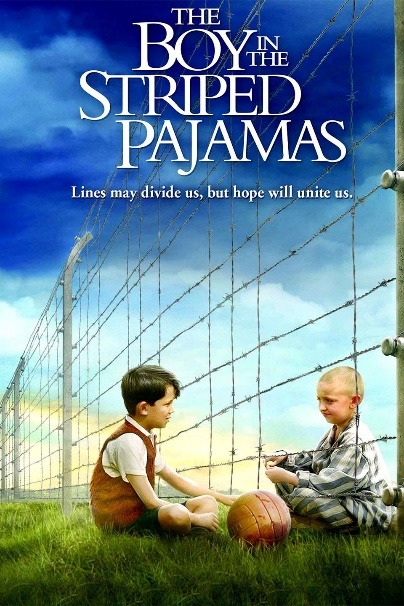 THE
BOY IN
THE
STRIPED
PAJAMAS
Lines may divide us, but hope will unite us.